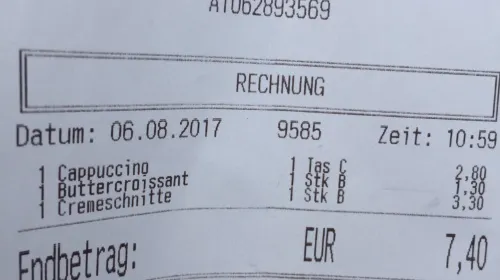 ATU62893569
RECHNUNG
Datum: 06.08.2017 9585 Zeit: 10:59
1 Cappuccino 1 Tas C 2,80
1 Buttercroissant 1 Stk B 1,30
1 Cremeschnitte 1 Stk B 3,30
Endbetrag: EUR 7,40